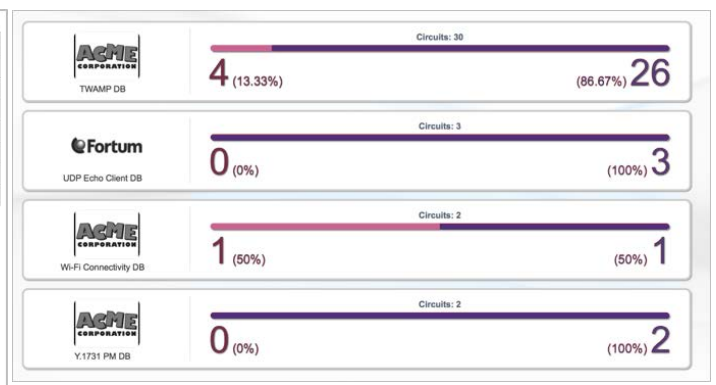 Circuits: 30
ACME
CORPORATION
TWAMP DB
4 (13.33%)
(86.67%) 26
Circuits: 3
Fortum
UDP Echo Client DB
0 (0%)
(100%) 3
Circuits: 2
ACME
CORPORATION
Wi-Fi Connectivity DB
1 (50%)
(50%) 1
Circuits: 2
ACME
CORPORATION
Y.1731 PM DB
0 (0%)
(100%) 2